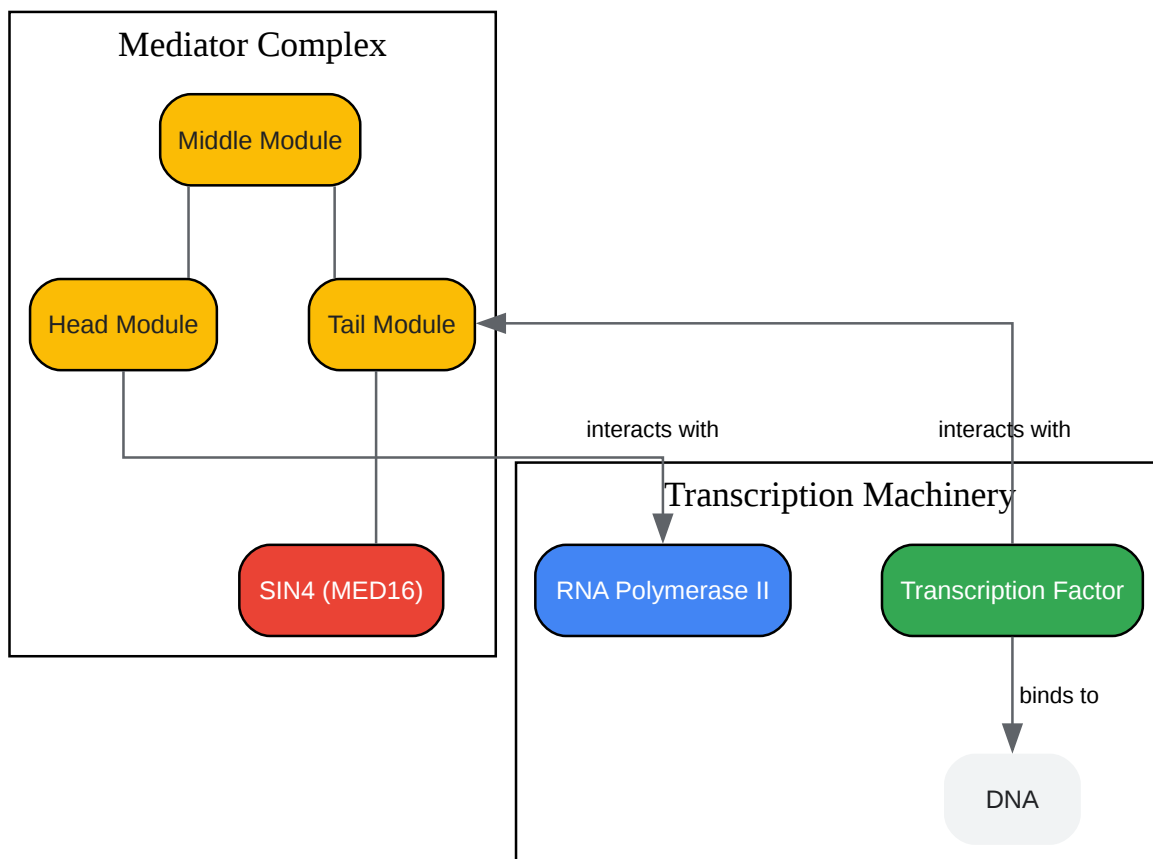 Mediator Complex
Middle Module
Head Module
Tail Module
interacts with
interacts with
Transcription Machinery
SIN4 (MED16)
RNA Polymerase II
Transcription Factor
binds to
DNA